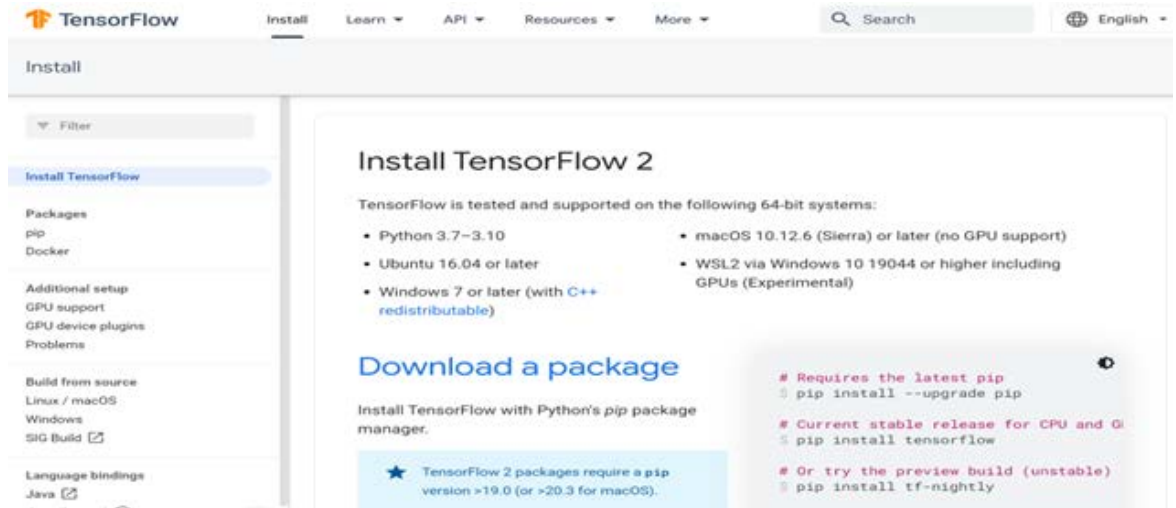 TensorFlow
Install
Learn
API
Resources
More
Search
English
Install
Filter
Install TensorFlow
Packages
pip
Docker
Additional setup
GPU support
GPU device plugins
Problems
Build from source
Linux / macOS
Windows
SIG Build
Language bindings
Java
Install TensorFlow 2
TensorFlow is tested and supported on the following 64-bit systems:
• Python 3.7–3.10
• Ubuntu 16.04 or later
• Windows 7 or later (with C++
redistributable)
• macOS 10.12.6 (Sierra) or later (no GPU support)
• WSL2 via Windows 10 19044 or higher including
GPUs (Experimental)
Download a package
Install TensorFlow with Python's pip package
manager.
TensorFlow 2 packages require a pip
version >19.0 (or >20.3 for macOS).
# Requires the latest pip
$ pip install --upgrade pip
# Current stable release for CPU and G
$ pip install tensorflow
# Or try the preview build (unstable)
$ pip install tf-nightly